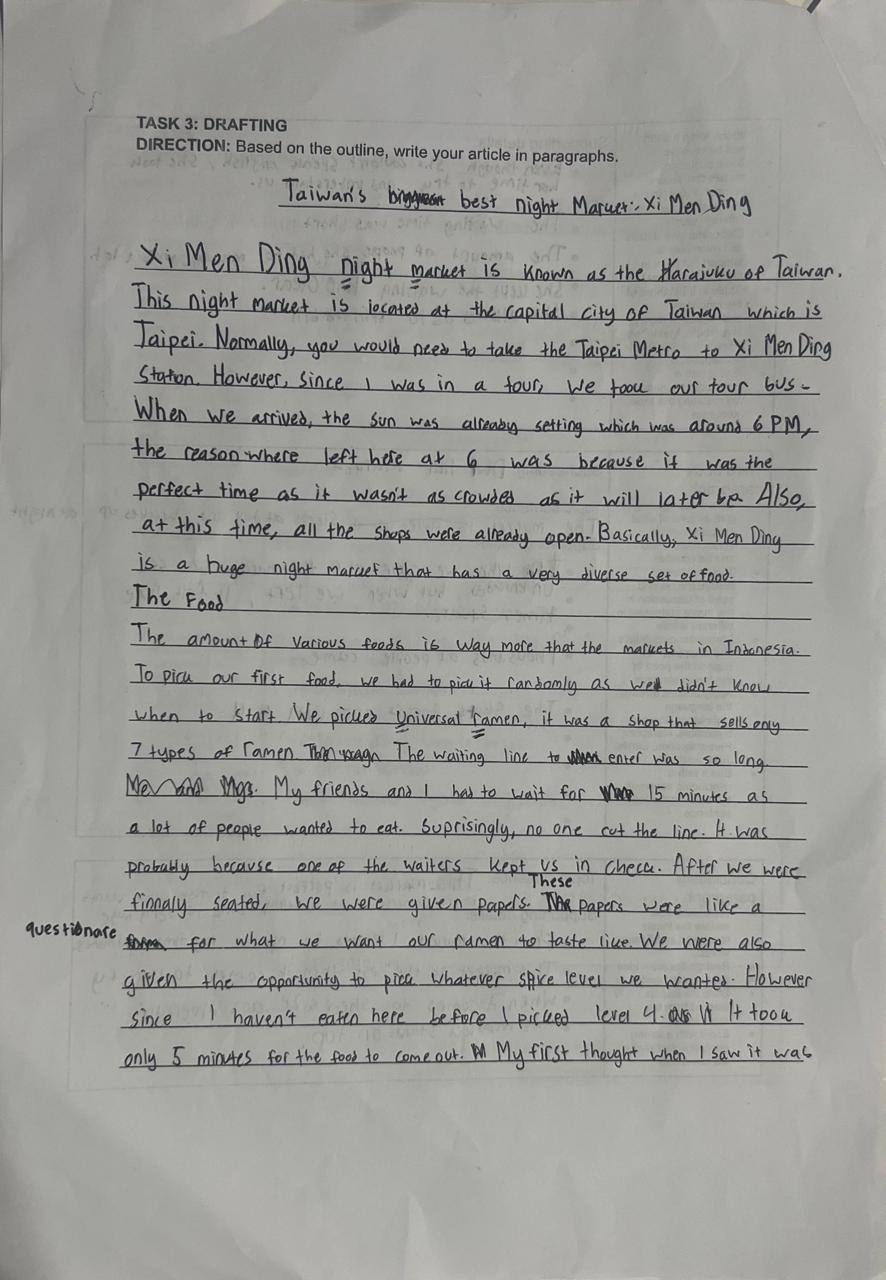 TASK 3: DRAFTING
DIRECTION: Based on the outline, write your article in paragraphs.
Taiwan's best night Market: Xi Men Ding
Xi Men Ding night market is known as the Harajuku of Taiwan.
This night market is located at the capital city of Taiwan which is
Taipei. Normally, you would need to take the Taipei Metro to Xi Men Ding
Station. However, since I was in a tour, we took our tour bus.
When we arrived, the sun was already setting which was around 6 PM,
the reason where left here at 6 was because it was the
perfect time as it wasn't as crowded as it will later be. Also,
at this time, all the shops were already open. Basically, Xi Men Ding
is a huge night market that has a very diverse set of food.
The Food
The amount of various foods is way more that the markets in Indonesia.
To pick our first food, we had to pick it randomly as we didn't know
when to start. We picked Universal ramen, it was a shop that sells only
7 types of ramen. The waiting line to enter was so long.
My friends and I had to wait for 15 minutes as
a lot of people wanted to eat. Suprisingly, no one cut the line. It was
probably because one of the waiters kept us in check. After we were
finnaly seated, we were given papers. These papers were like a
questionare for what we want our ramen to taste like. We were also
given the opportunity to pick whatever spice level we wanted. However
since I haven't eaten here before I picked level 4. It took
only 5 minutes for the food to come out. My first thought when I saw it was